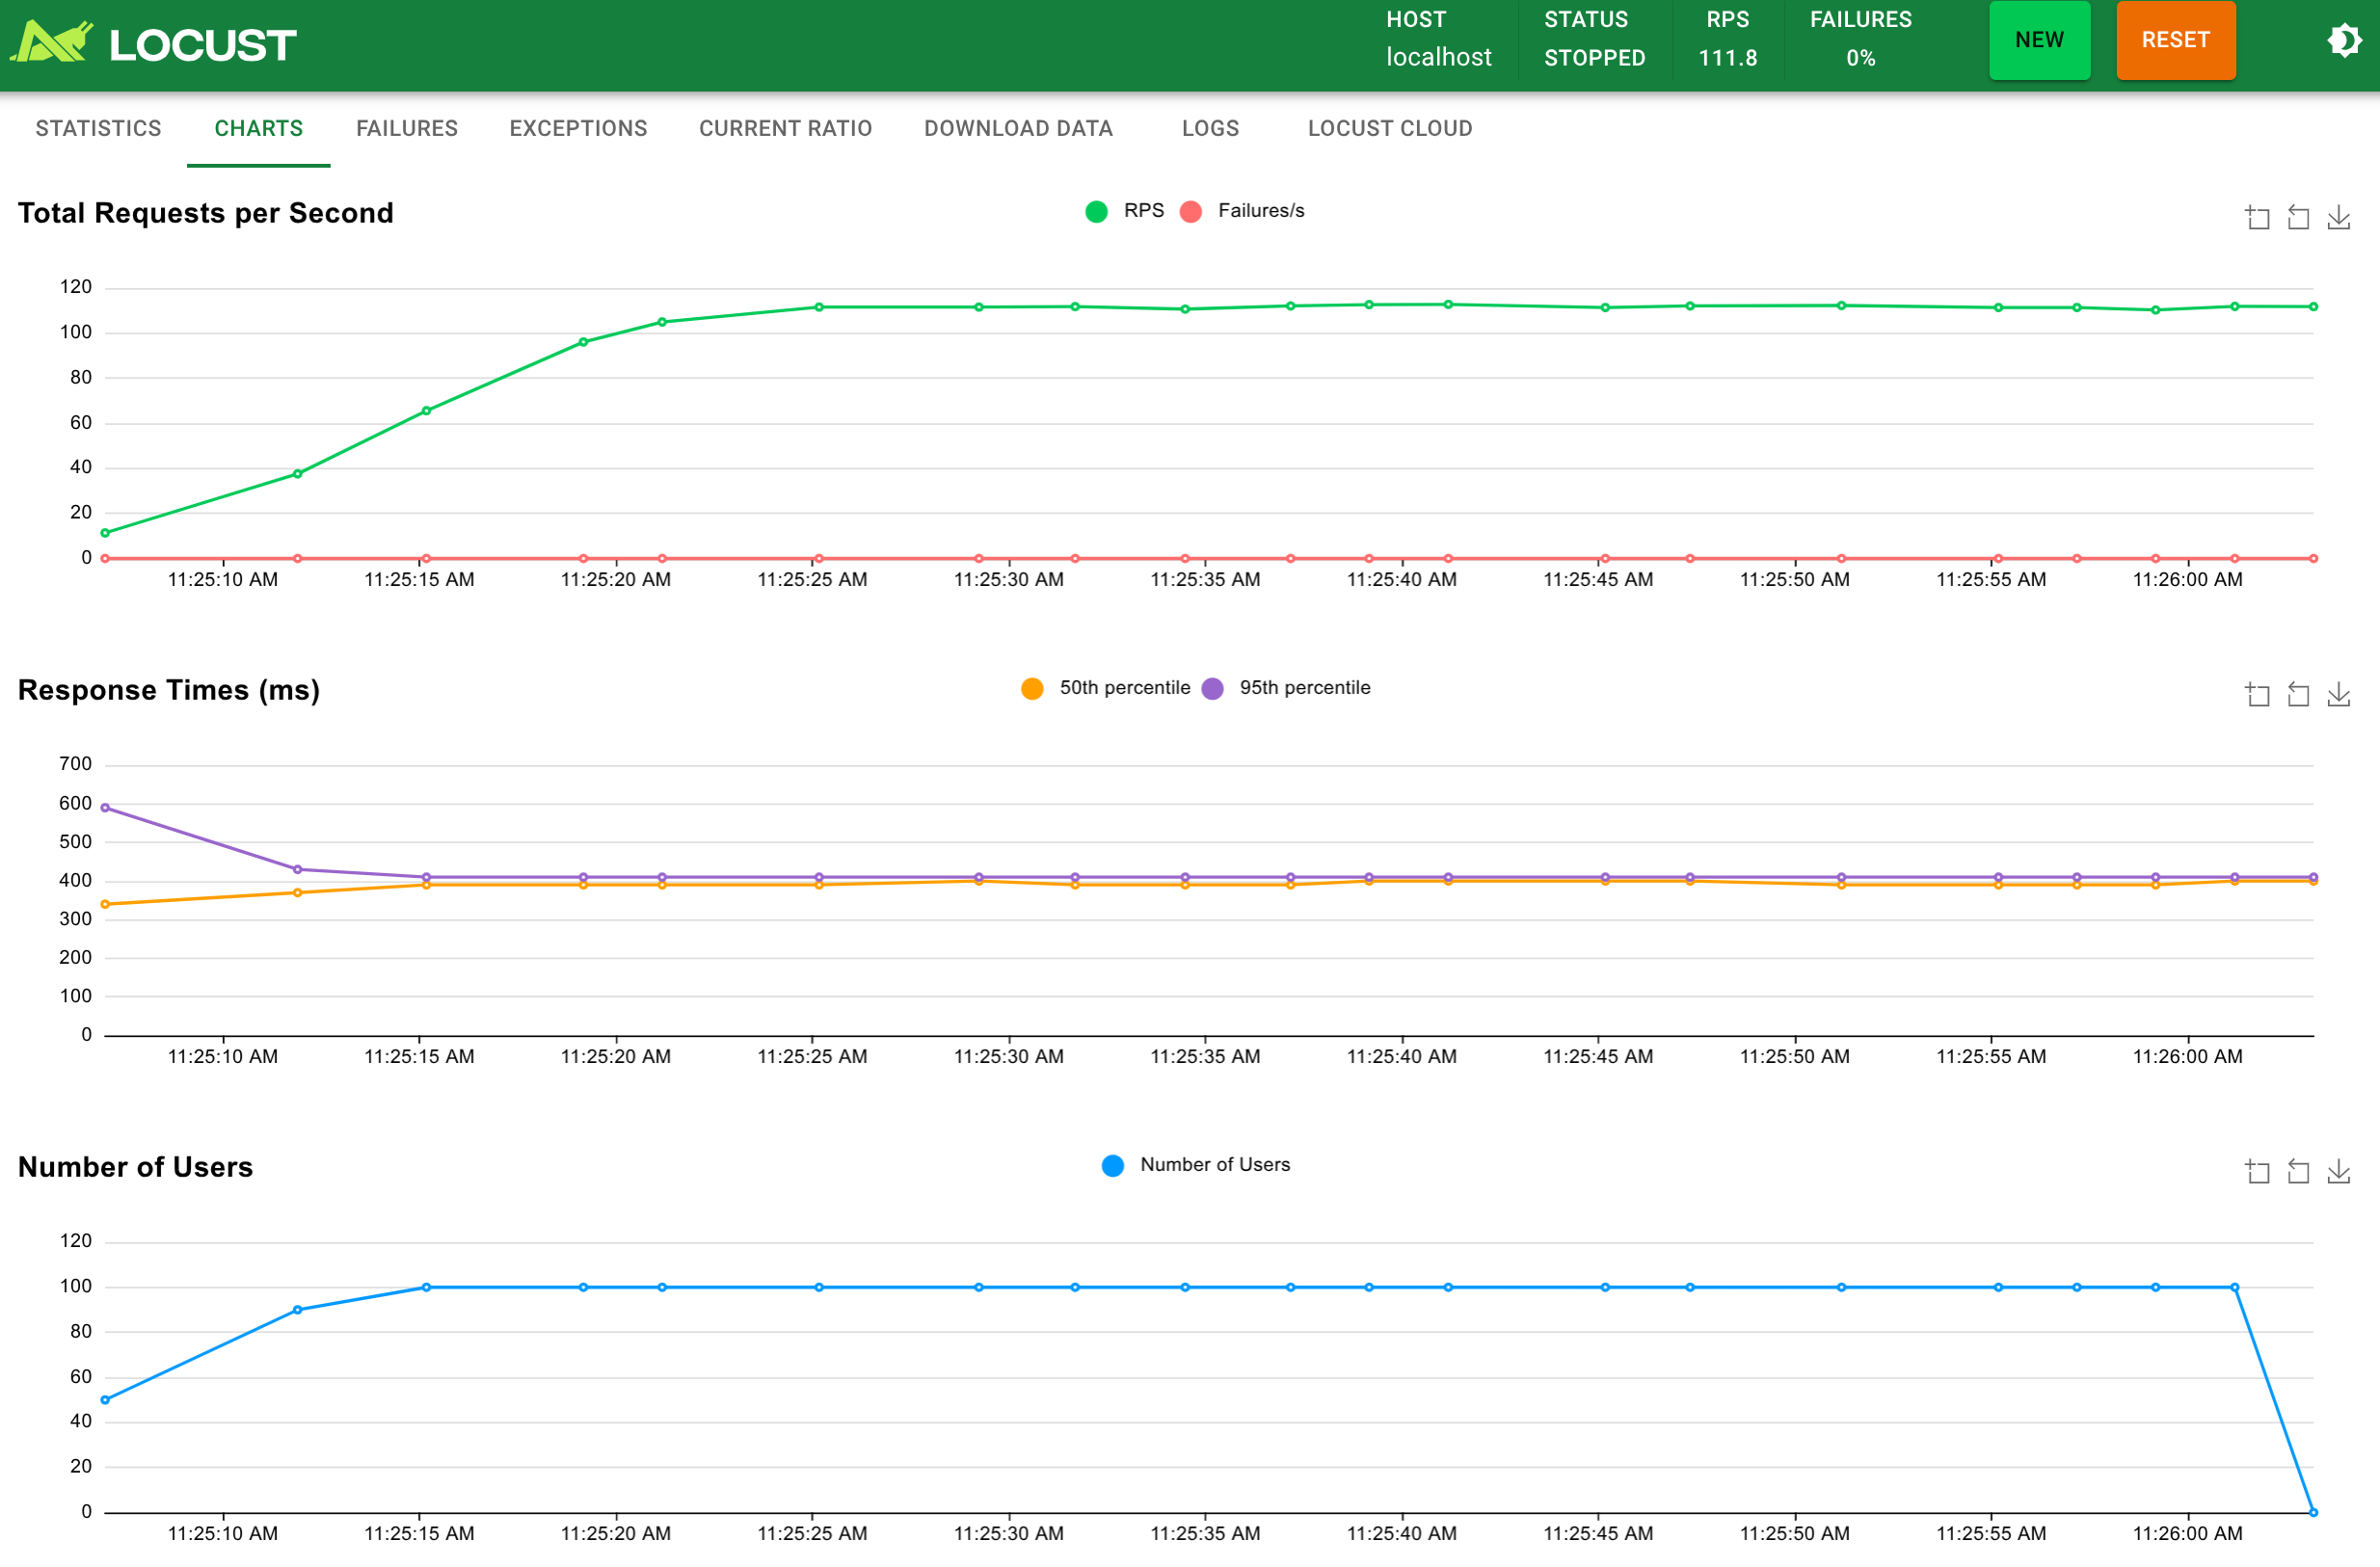 LOCUST
HOST
localhost
STATUS
STOPPED
RPS
111.8
FAILURES
0%
NEW
RESET
STATISTICS CHARTS FAILURES EXCEPTIONS CURRENT RATIO DOWNLOAD DATA LOGS LOCUST CLOUD
Total Requests per Second
RPS Failures/s
120
100
80
60
40
20
0
11:25:10 AM 11:25:15 AM 11:25:20 AM 11:25:25 AM 11:25:30 AM 11:25:35 AM 11:25:40 AM 11:25:45 AM 11:25:50 AM 11:25:55 AM 11:26:00 AM
Response Times (ms)
50th percentile 95th percentile
700
600
500
400
300
200
100
0
11:25:10 AM 11:25:15 AM 11:25:20 AM 11:25:25 AM 11:25:30 AM 11:25:35 AM 11:25:40 AM 11:25:45 AM 11:25:50 AM 11:25:55 AM 11:26:00 AM
Number of Users
Number of Users
120
100
80
60
40
20
0
11:25:10 AM 11:25:15 AM 11:25:20 AM 11:25:25 AM 11:25:30 AM 11:25:35 AM 11:25:40 AM 11:25:45 AM 11:25:50 AM 11:25:55 AM 11:26:00 AM